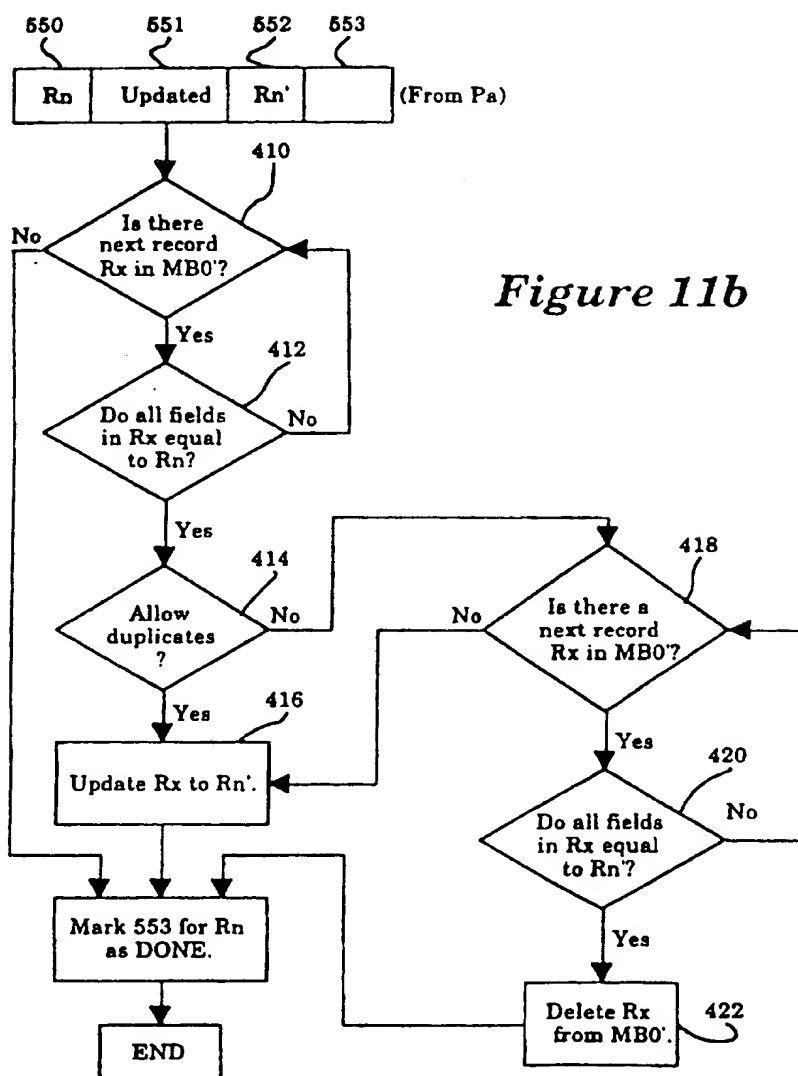 550
551
552
553
Rn
Updated
Rn'
(From Pa)
410
Is there
next record
Rx in MB0'?
No
Yes
Figure 11b
412
Do all fields
in Rx equal
to Rn?
No
Yes
414
Allow
duplicates
?
No
Yes
418
Is there a
next record
Rx in MB0'?
No
Yes
416
Update Rx to Rn'.
420
Do all fields
in Rx equal
to Rn'?
No
Yes
Mark 553 for Rn
as DONE.
422
Delete Rx
from MB0'.
END